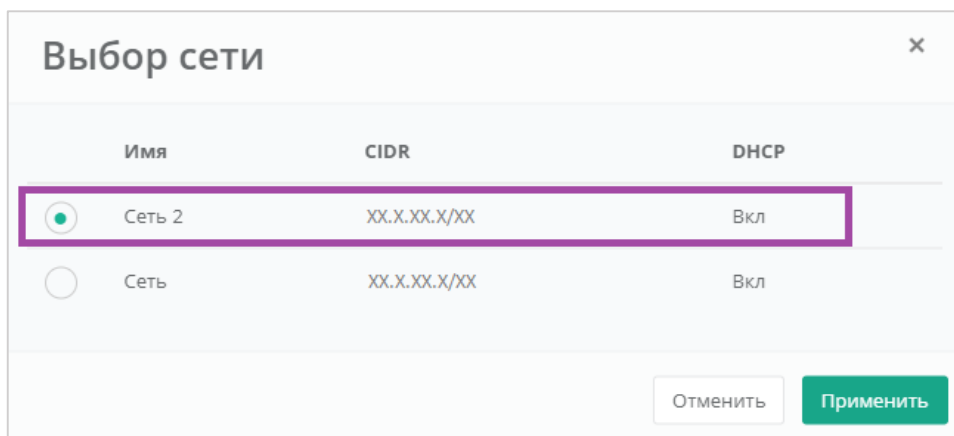 Выбор сети ×
Имя CIDR DHCP
Сеть 2 XX.X.XX.X/XX Вкл
Сеть XX.X.XX.X/XX Вкл
Отменить Применить